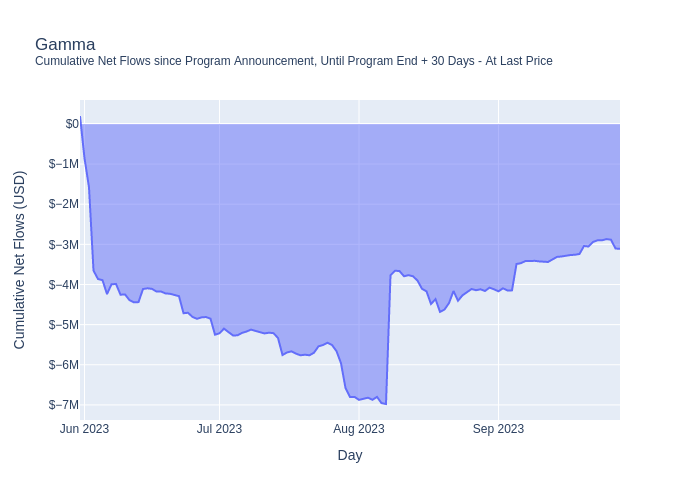 Gamma
Cumulative Net Flows since Program Announcement, Until Program End + 30 Days - At Last Price
Cumulative Net Flows (USD)
$0
$−1M
$−2M
$−3M
$−4M
$−5M
$−6M
$−7M
Jun 2023
Jul 2023
Aug 2023
Sep 2023
Day